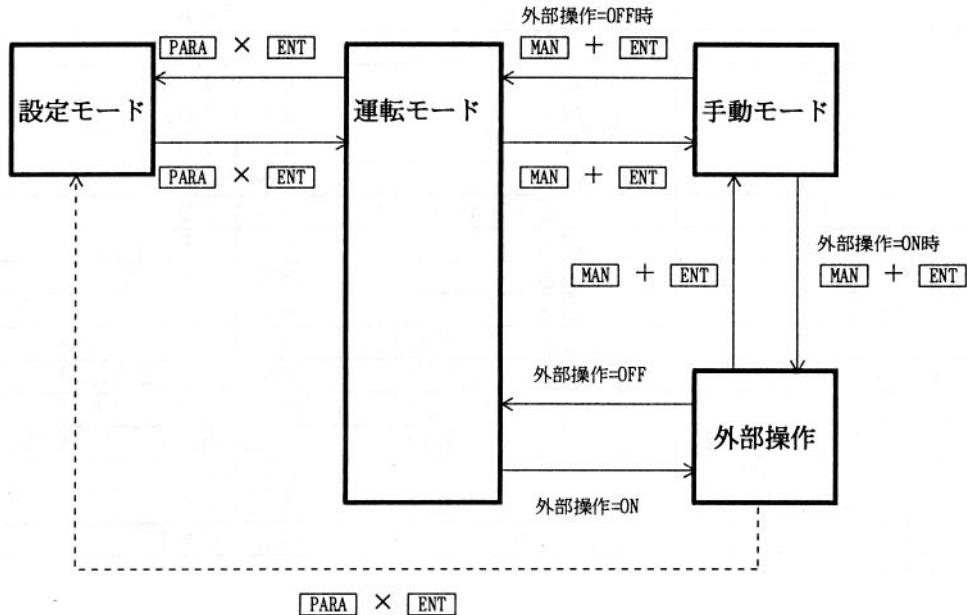 外部操作=OFF時
PARA × ENT
MAN + ENT
設定モード
運転モード
手動モード
PARA × ENT
MAN + ENT
外部操作=ON時
MAN + ENT
MAN + ENT
外部操作=OFF
外部操作
外部操作=ON
PARA × ENT